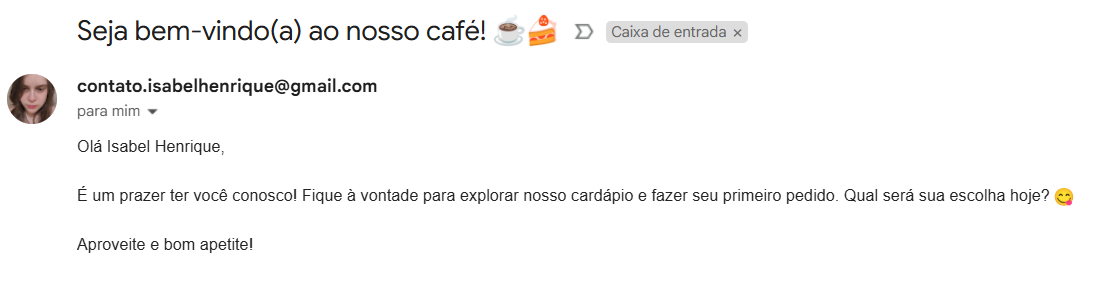 Seja bem-vindo(a) ao nosso café! ☕🍰 Caixa de entrada ×
contato.isabelhenrique@gmail.com
para mim
Olá Isabel Henrique,
É um prazer ter você conosco! Fique à vontade para explorar nosso cardápio e fazer seu primeiro pedido. Qual será sua escolha hoje? 😋
Aproveite e bom apetite!